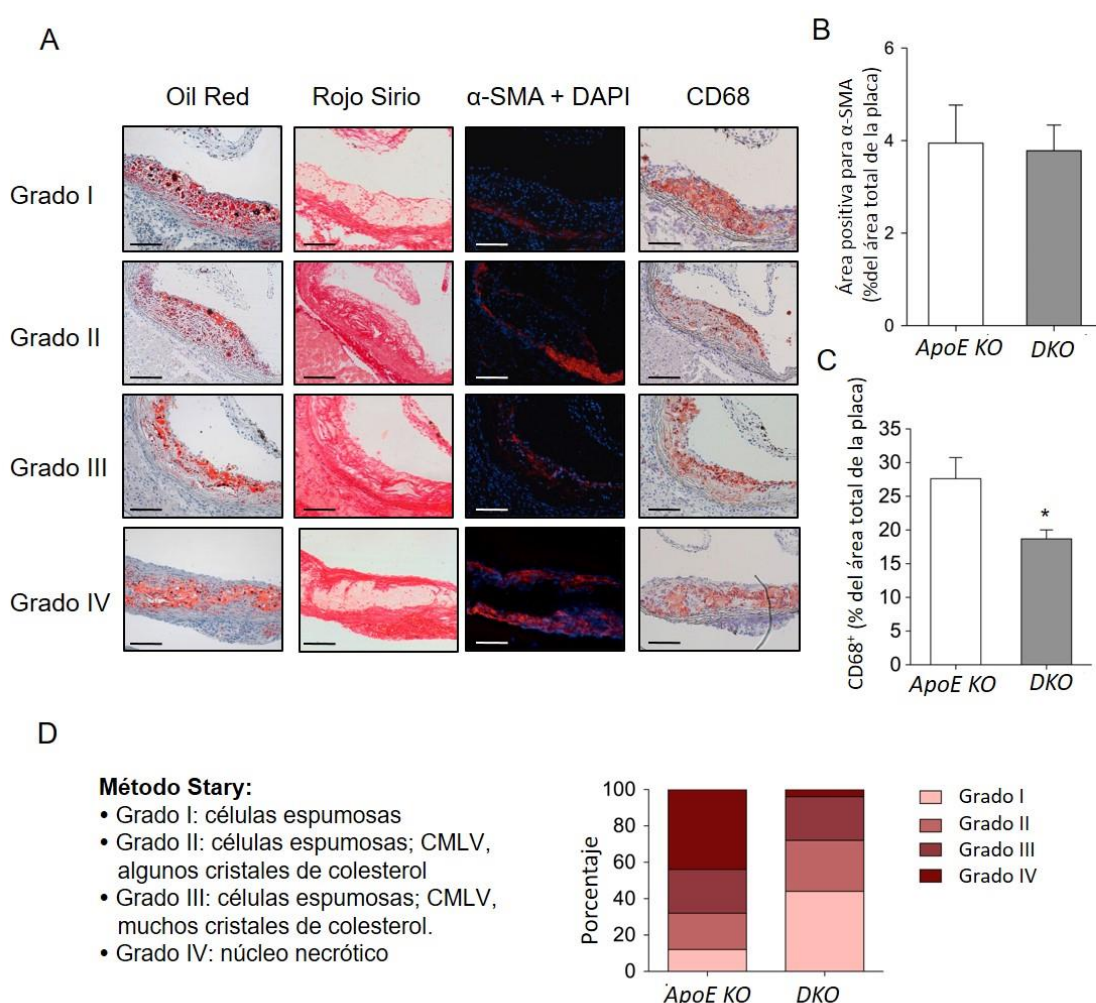 A
Oil Red
Rojo Sirio
α-SMA + DAPI
CD68
Grado I
Grado II
Grado III
Grado IV
B
Área positiva para α-SMA
(%del área total de la placa)
6
4
2
0
ApoE KO
DKO
C
CD68⁺ (% del área total de la placa)
35
30
25
20
15
10
5
0
*
ApoE KO
DKO
D
Método Stary:
• Grado I: células espumosas
• Grado II: células espumosas; CMLV,
algunos cristales de colesterol
• Grado III: células espumosas; CMLV,
muchos cristales de colesterol.
• Grado IV: núcleo necrótico
Porcentaje
100
80
60
40
20
0
ApoE KO
DKO
Grado I
Grado II
Grado III
Grado IV